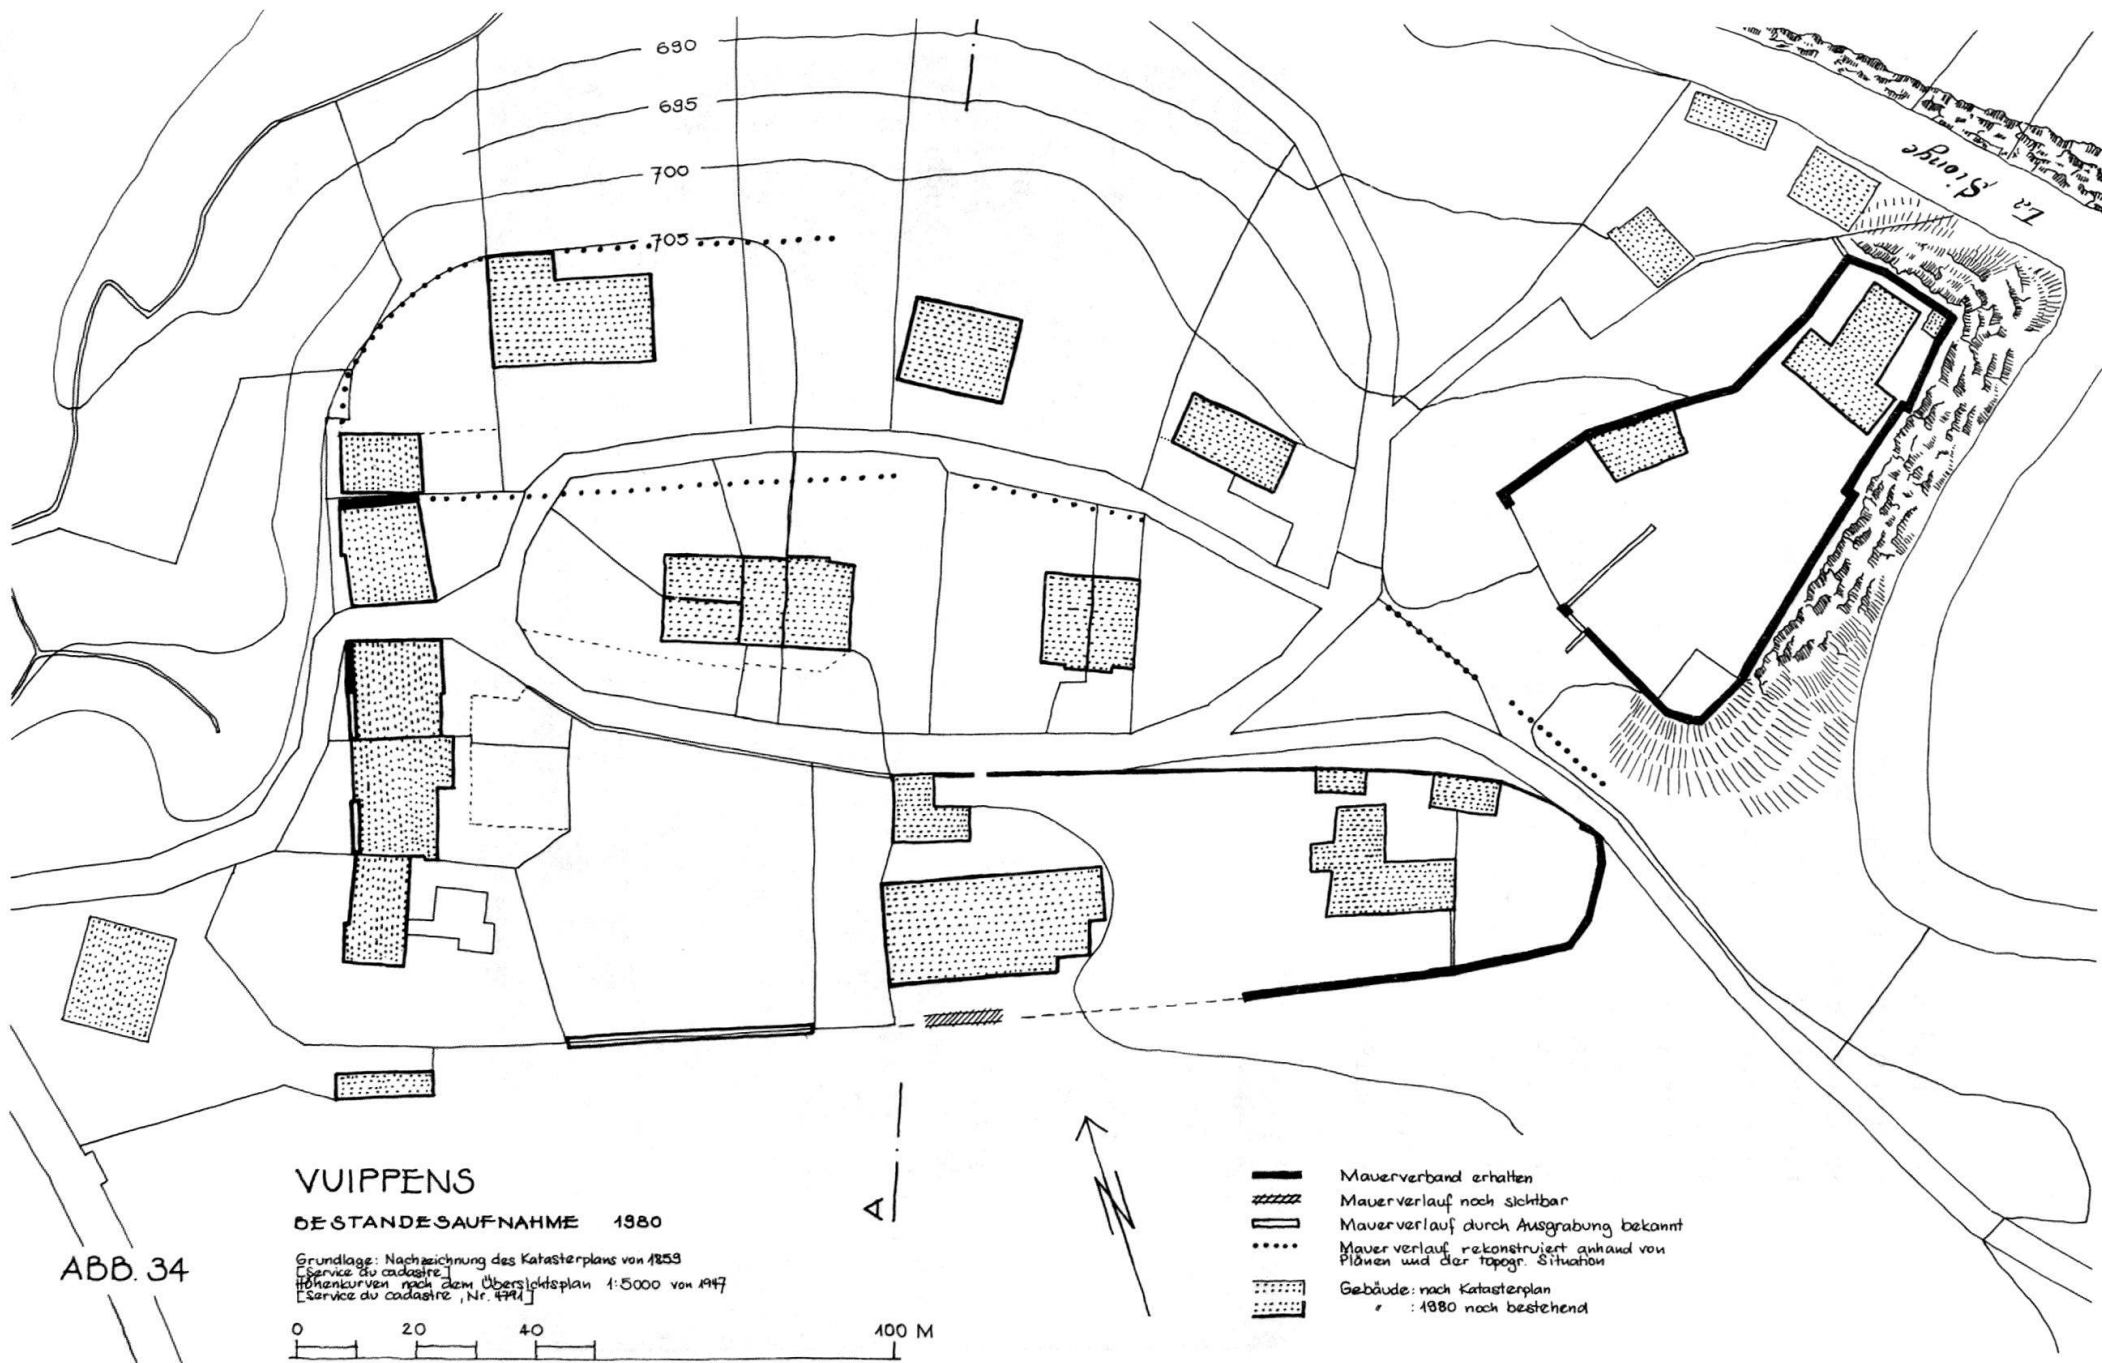 690
695
700
705
La Sionge
VUIPPENS
BESTANDESAUFNAHME 1980
Grundlage: Nachzeichnung des Katasterplans von 1859
[Service du cadastre]
Höhenkurven nach dem Übersichtsplan 1:5000 von 1947
[Service du cadastre, Nr. 4791]
ABB. 34
0 20 40 100 M
A
N
Mauerverband erhalten
Mauerverlauf noch sichtbar
Mauerverlauf durch Ausgrabung bekannt
Mauerverlauf rekonstruiert anhand von
Plänen und der topogr. Situation
Gebäude: nach Katasterplan
" : 1980 noch bestehend